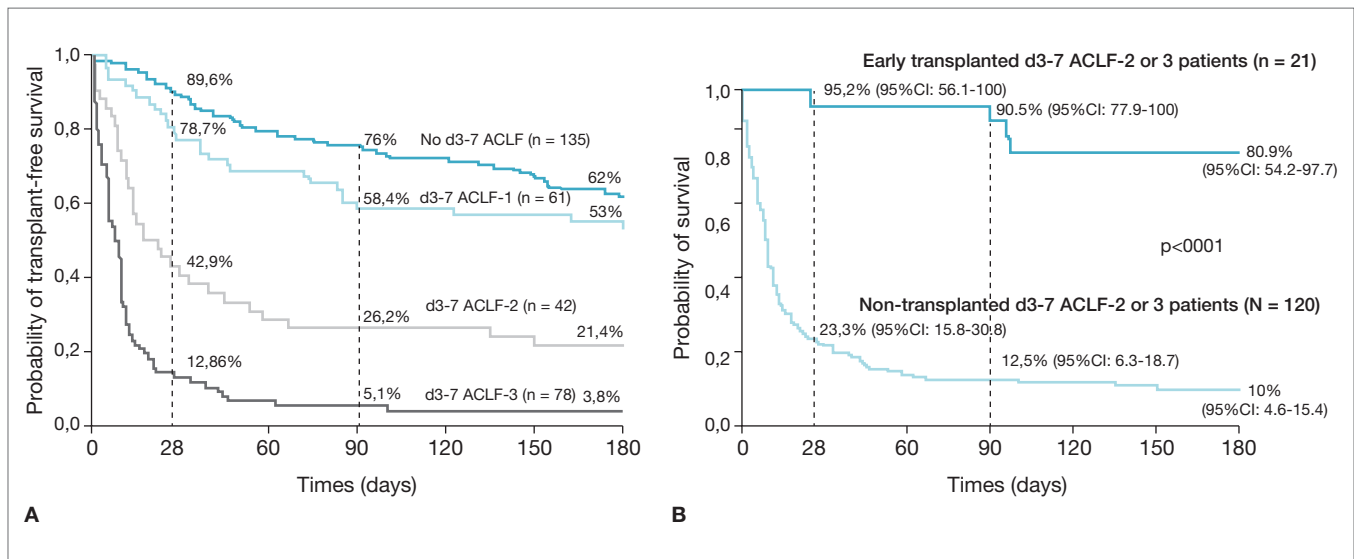 Probability of transplant-free survival
1,0
0,8
0,6
0,4
0,2
0,0
89,6%
78,7%
42,9%
12,86%
No d3-7 ACLF (n = 135)
76%
62%
d3-7 ACLF-1 (n = 61)
58,4%
53%
d3-7 ACLF-2 (n = 42)
26,2%
21,4%
d3-7 ACLF-3 (n = 78)
5,1%
3,8%
0 28 60 90 120 150 180
Times (days)
A
Early transplanted d3-7 ACLF-2 or 3 patients (n = 21)
Probability of survival
1,0
0,8
0,6
0,4
0,2
0,0
95,2% (95%CI: 56.1-100)
90.5% (95%CI: 77.9-100)
80.9%
(95%CI: 54.2-97.7)
p<0001
Non-transplanted d3-7 ACLF-2 or 3 patients (N = 120)
23,3% (95%CI: 15.8-30.8)
12,5% (95%CI: 6.3-18.7)
10%
(95%CI: 4.6-15.4)
0 28 60 90 120 150 180
Times (days)
B